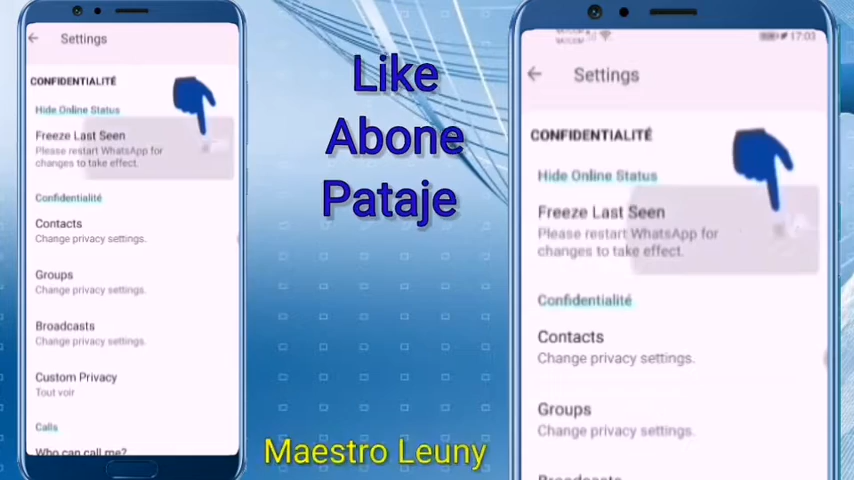 Settings
CONFIDENTIALITÉ
Hide Online Status
Freeze Last Seen
Please restart WhatsApp for
changes to take effect.
Confidentialité
Contacts
Change privacy settings.
Groups
Change privacy settings.
Broadcasts
Change privacy settings.
Custom Privacy
Tout voir
Calls
Who can call me?
Like
Abone
Pataje
Maestro Leuny
17:03
Settings
CONFIDENTIALITÉ
Hide Online Status
Freeze Last Seen
Please restart WhatsApp for
changes to take effect.
Confidentialité
Contacts
Change privacy settings.
Groups
Change privacy settings.